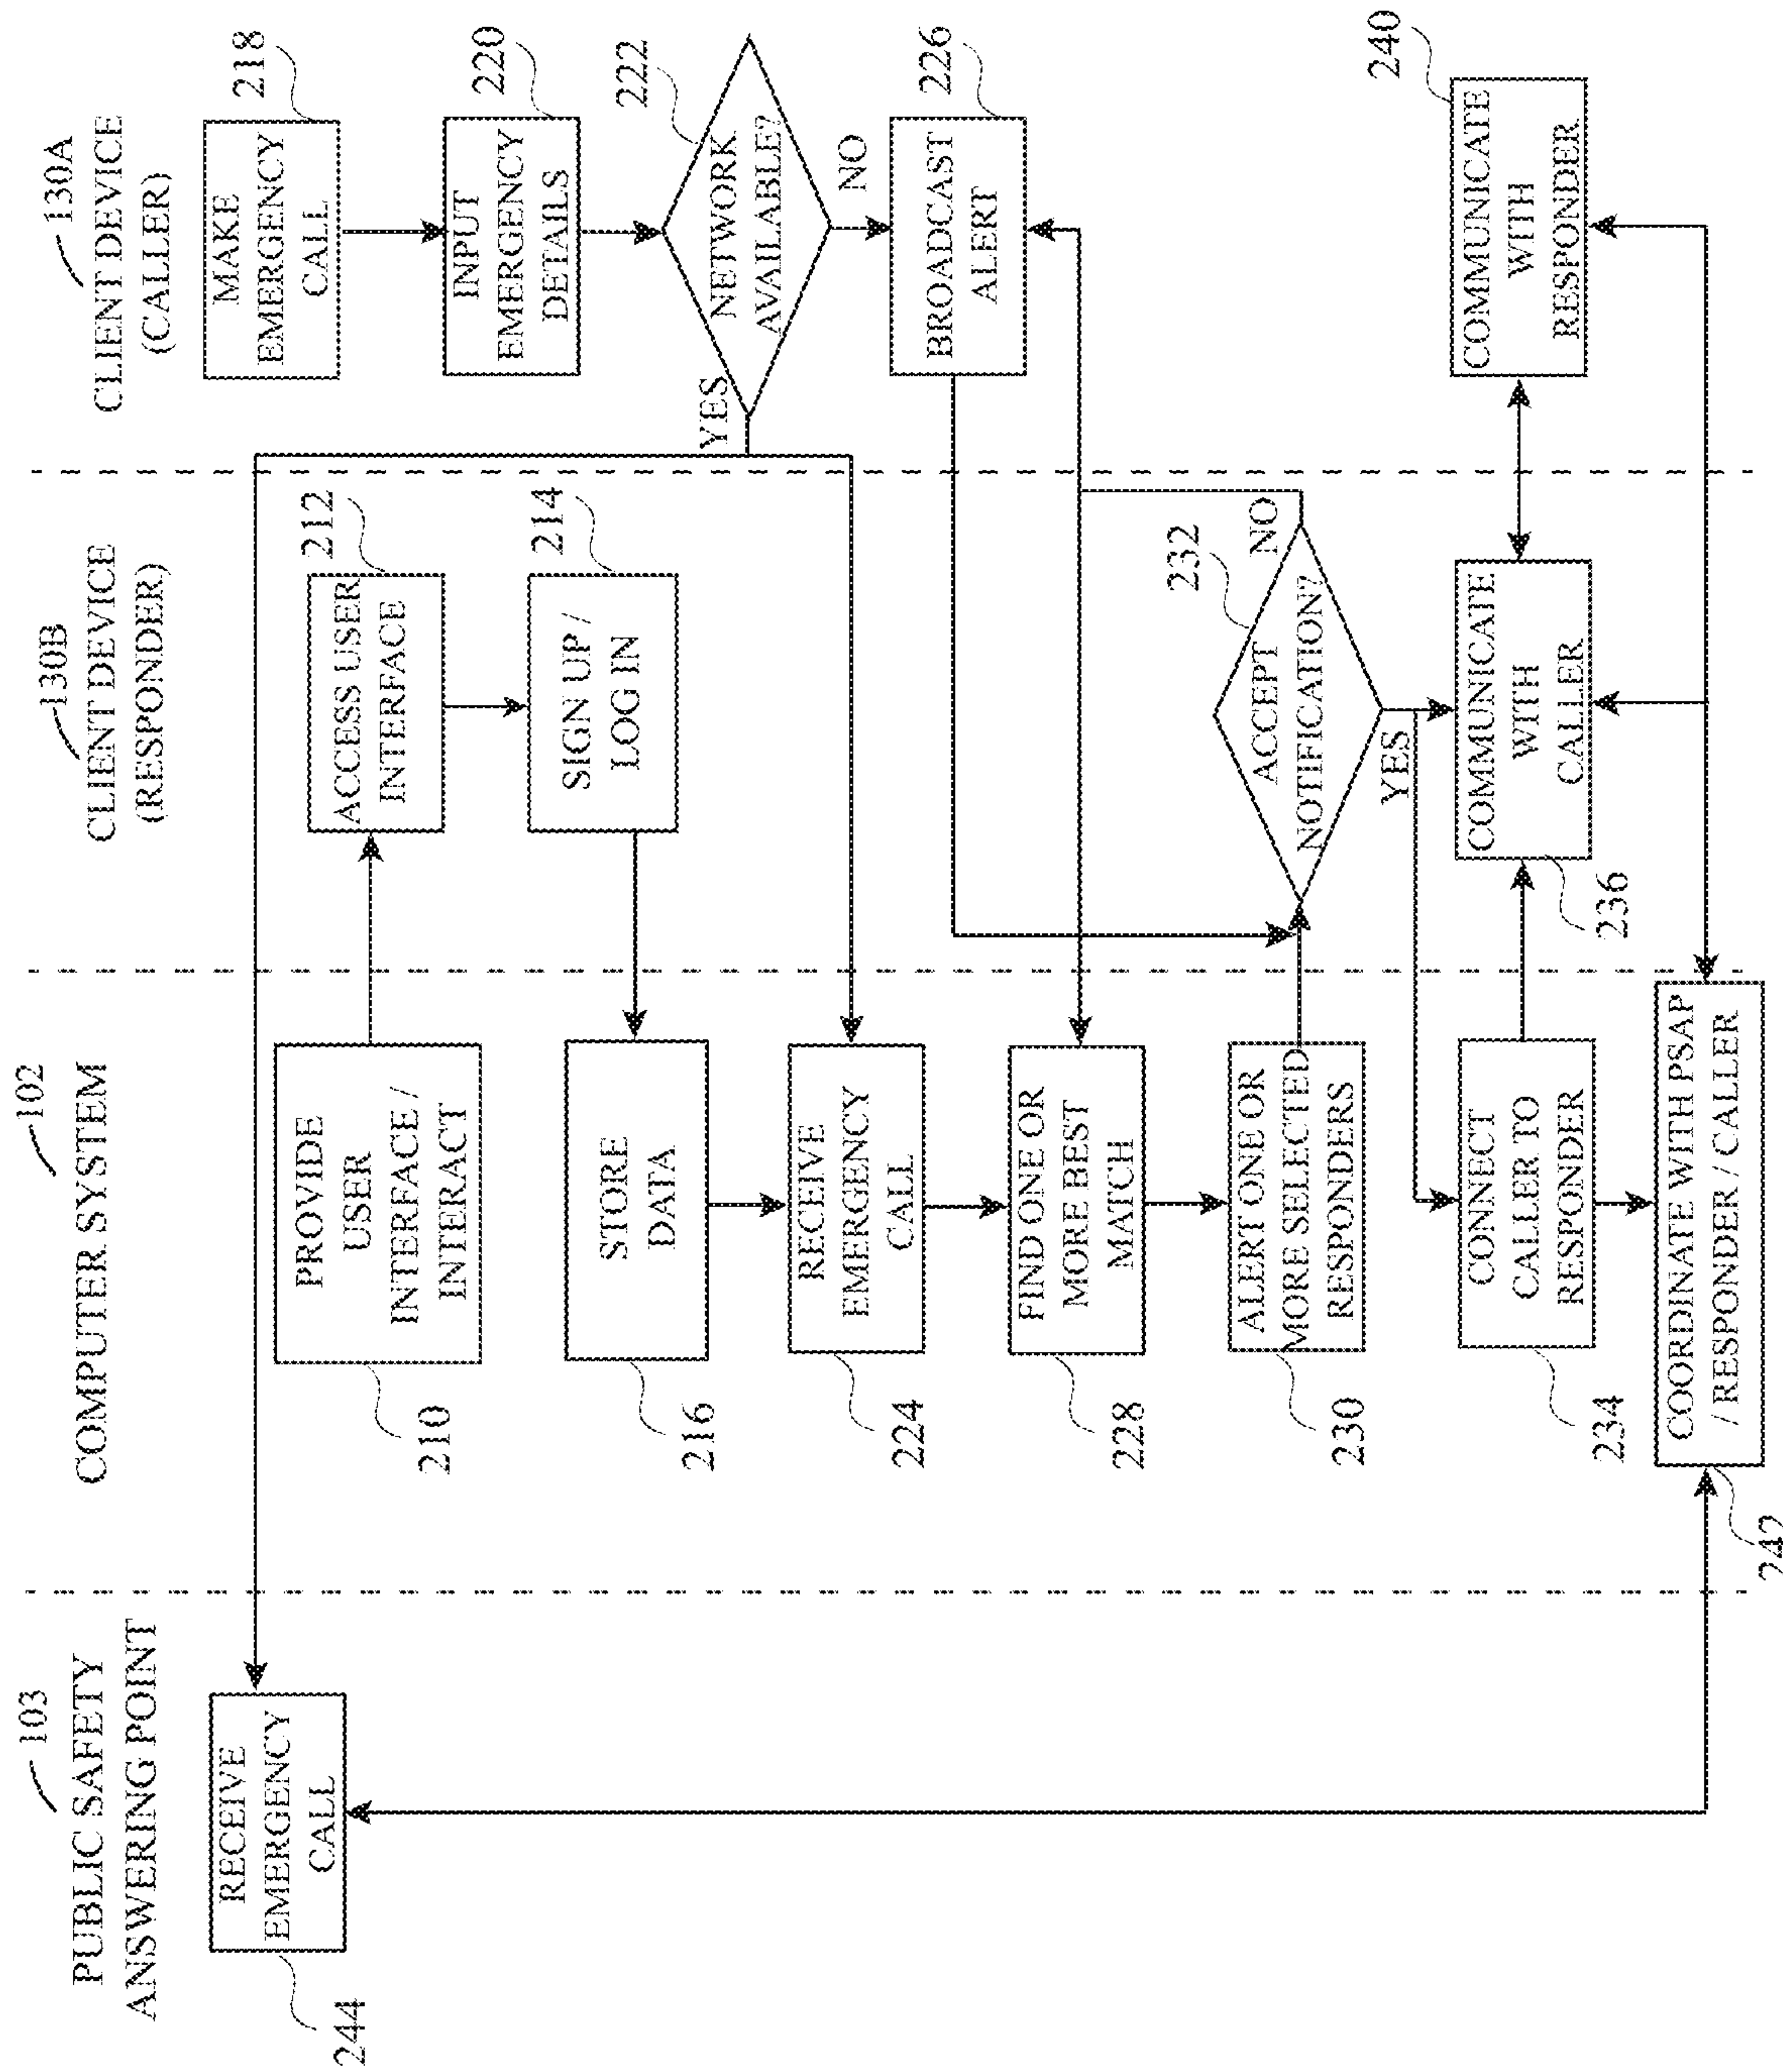 103
PUBLIC SAFETY
ANSWERING POINT
RECEIVE
EMERGENCY
CALL
244
102
COMPUTER SYSTEM
PROVIDE
USER
INTERFACE /
INTERACT
210
STORE
DATA
216
RECEIVE
EMERGENCY
CALL
224
FIND ONE OR
MORE BEST
MATCH
228
ALERT ONE OR
MORE SELECTED
RESPONDERS
230
CONNECT
CALLER TO
RESPONDER
234
COORDINATE WITH PSAP
/ RESPONDER / CALLER
242
130B
CLIENT DEVICE
(RESPONDER)
ACCESS USER
INTERFACE
212
SIGN UP /
LOG IN
214
ACCEPT
NOTIFICATION?
232
NO
YES
COMMUNICATE
WITH
CALLER
236
130A
CLIENT DEVICE
(CALLER)
MAKE
EMERGENCY
CALL
218
INPUT
EMERGENCY
DETAILS
220
NETWORK
AVAILABLE?
222
YES
NO
BROADCAST
ALERT
226
COMMUNICATE
WITH
RESPONDER
240